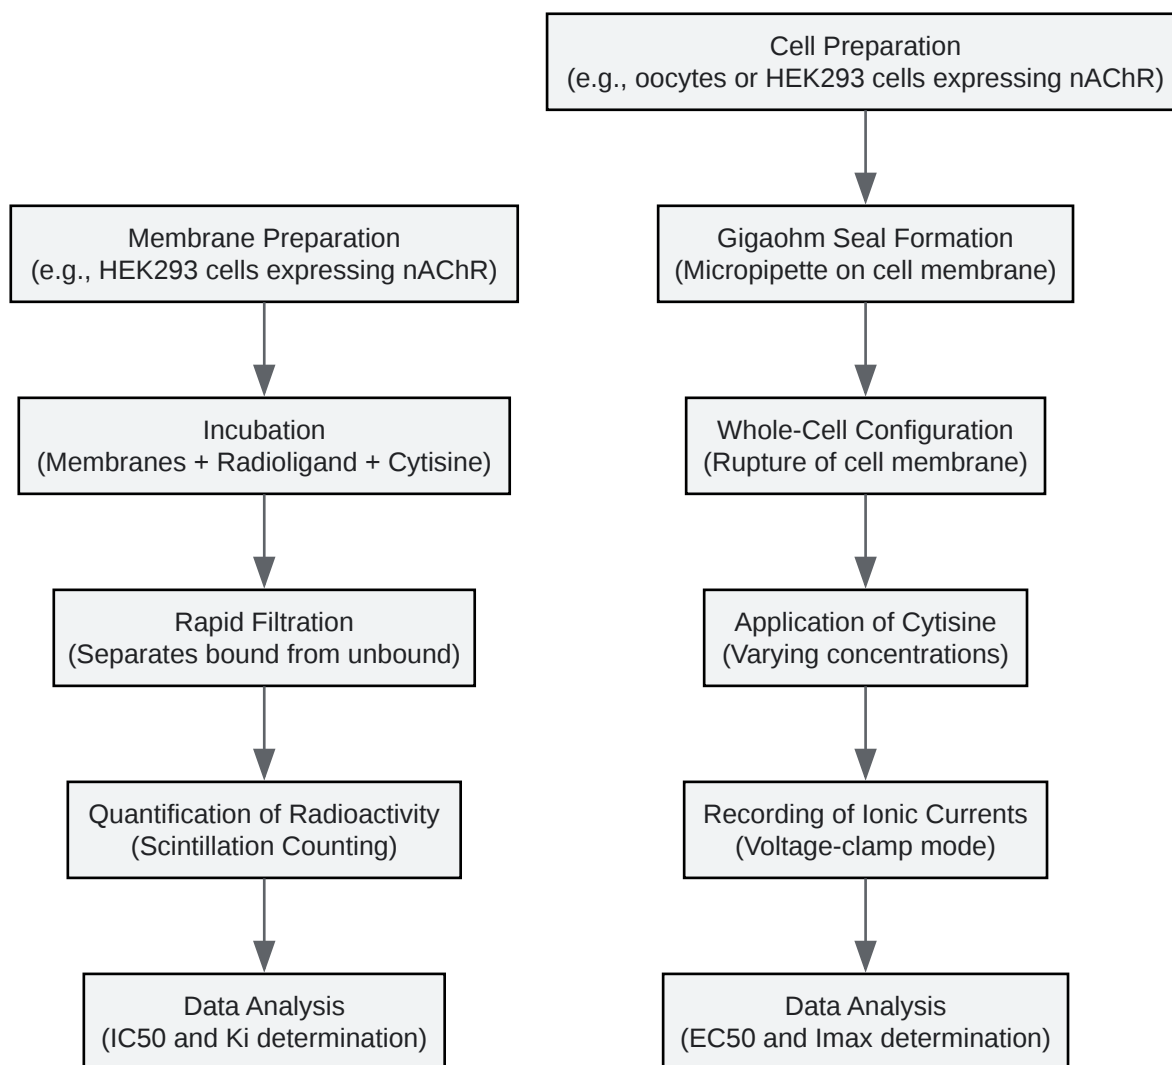 Membrane Preparation
(e.g., HEK293 cells expressing nAChR)
Incubation
(Membranes + Radioligand + Cytisine)
Rapid Filtration
(Separates bound from unbound)
Quantification of Radioactivity
(Scintillation Counting)
Data Analysis
(IC50 and Ki determination)
Cell Preparation
(e.g., oocytes or HEK293 cells expressing nAChR)
Gigaohm Seal Formation
(Micropipette on cell membrane)
Whole-Cell Configuration
(Rupture of cell membrane)
Application of Cytisine
(Varying concentrations)
Recording of Ionic Currents
(Voltage-clamp mode)
Data Analysis
(EC50 and Imax determination)